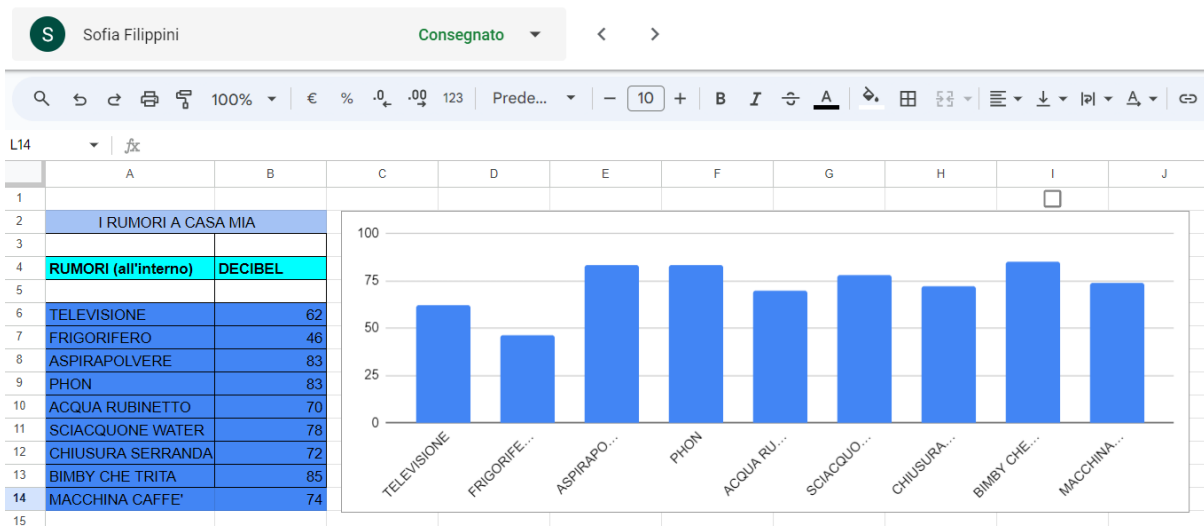 S Sofia Filippini Consegnato
100% € % .0 .00 123 Prede... 10 B I A A
L14 fx
A B C D E F G H I J
1
2 I RUMORI A CASA MIA
3
4 RUMORI (all'interno) DECIBEL
5
6 TELEVISIONE 62
7 FRIGORIFERO 46
8 ASPIRAPOLVERE 83
9 PHON 83
10 ACQUA RUBINETTO 70
11 SCIACQUONE WATER 78
12 CHIUSURA SERRANDA 72
13 BIMBY CHE TRITA 85
14 MACCHINA CAFFE' 74
15
100
75
50
25
0
TELEVISIONE FRIGORIFE... ASPIRAPO... PHON ACQUA RU... SCIACQUO... CHIUSURA... BIMBY CHE... MACCHINA...